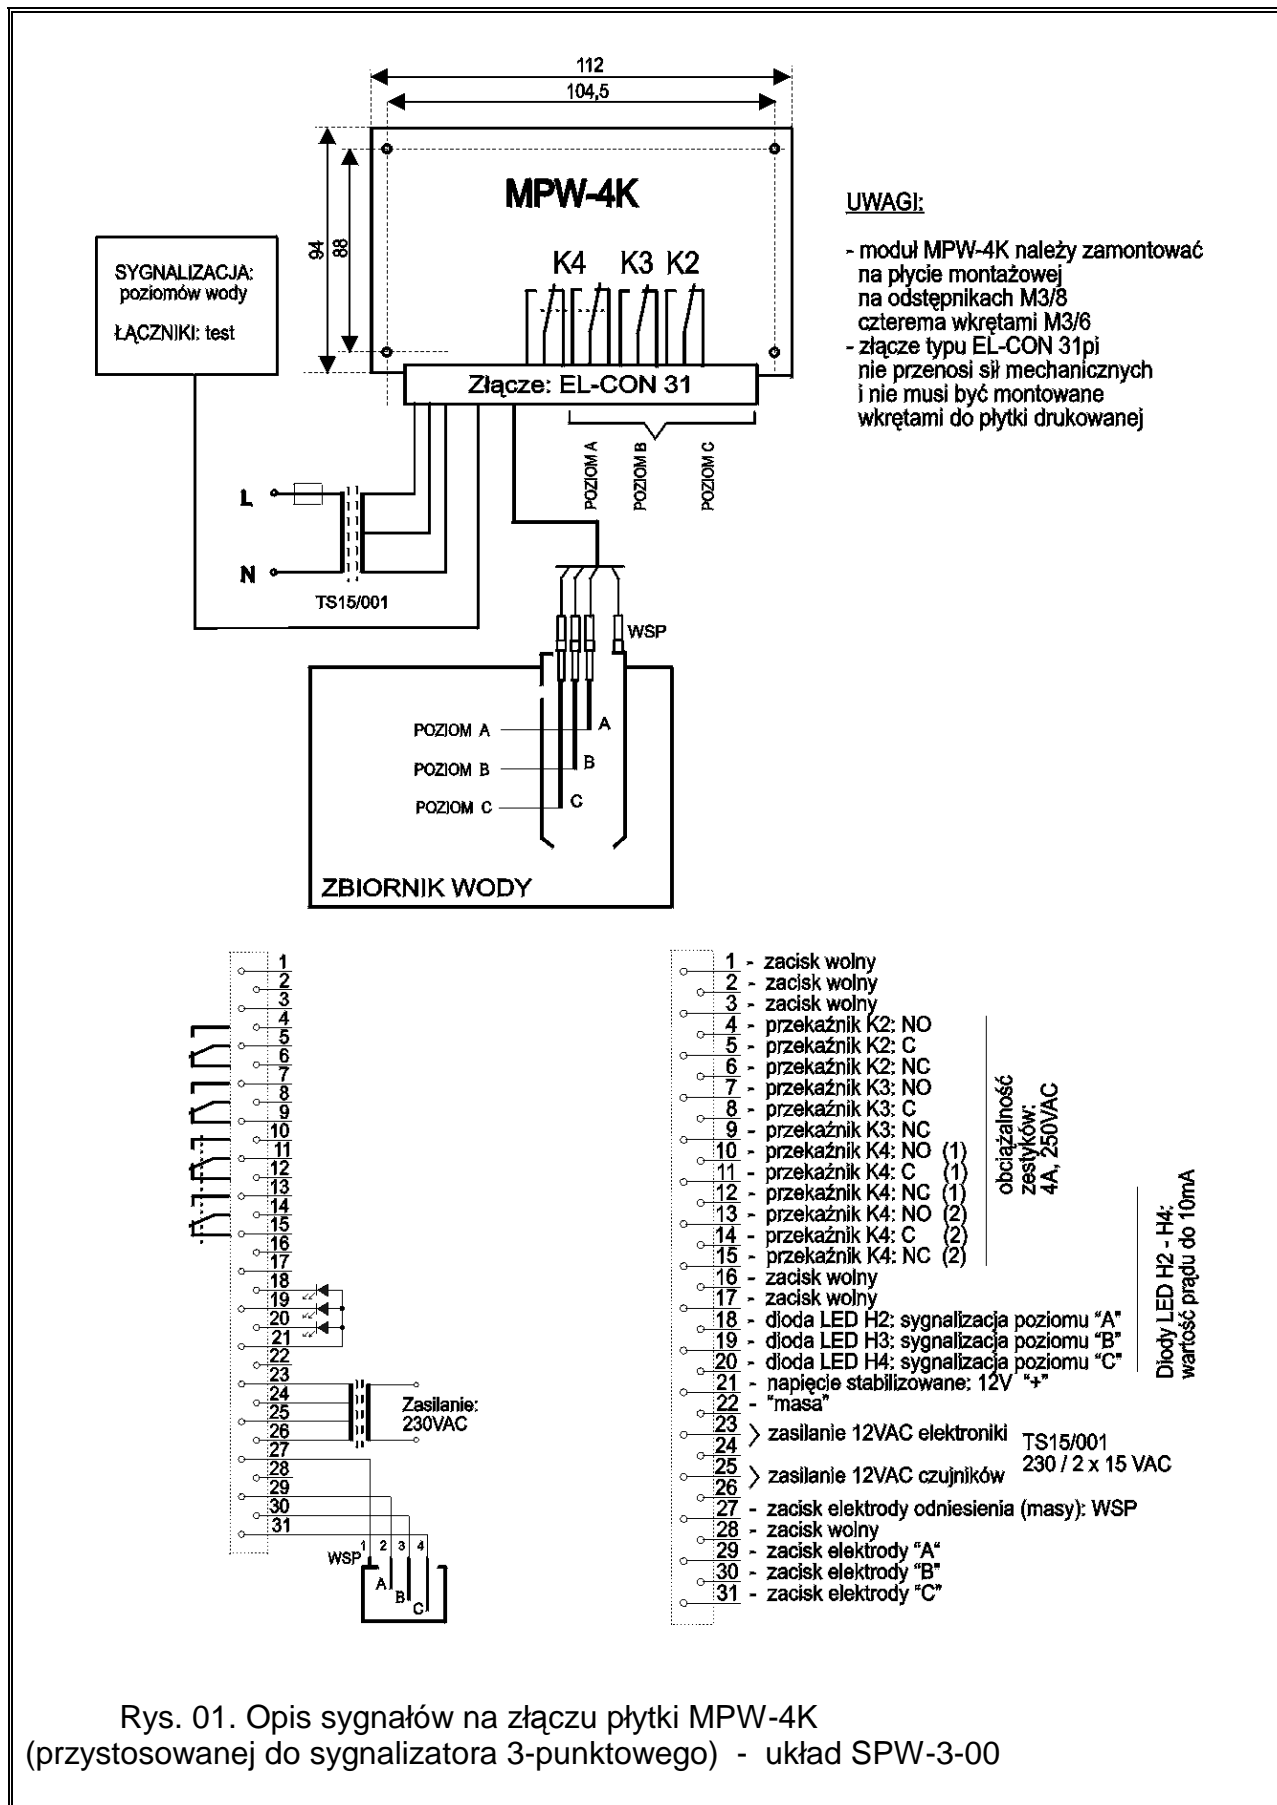 112
104,5
94
88
MPW-4K
K4 K3 K2
Złącze: EL-CON 31
SYGNALIZACJA:
poziomów wody
ŁĄCZNIKI: test
UWAGI:
- moduł MPW-4K należy zamontować
na płycie montażowej
na odstępnikach M3/8
czterema wkrętami M3/6
- złącze typu EL-CON 31pi
nie przenosi sił mechanicznych
i nie musi być montowane
wkrętami do płytki drukowanej
POZIOM A
POZIOM B
POZIOM C
L
N
TS15/001
WSP
POZIOM A
A
POZIOM B
B
POZIOM C
C
ZBIORNIK WODY
1
2
3
4
5
6
7
8
9
10
11
12
13
14
15
16
17
18
19
20
21
22
23
24
25
26
27
28
29
30
31
Zasilanie:
230VAC
1 2 3 4
WSP
A
B
C
1 - zacisk wolny
2 - zacisk wolny
3 - zacisk wolny
4 - przekaźnik K2: NO
5 - przekaźnik K2: C
6 - przekaźnik K2: NC
7 - przekaźnik K3: NO
8 - przekaźnik K3: C
9 - przekaźnik K3: NC
10 - przekaźnik K4: NO (1)
11 - przekaźnik K4: C (1)
12 - przekaźnik K4: NC (1)
13 - przekaźnik K4: NO (2)
14 - przekaźnik K4: C (2)
15 - przekaźnik K4: NC (2)
16 - zacisk wolny
17 - zacisk wolny
18 - dioda LED H2: sygnalizacja poziomu "A"
19 - dioda LED H3: sygnalizacja poziomu "B"
20 - dioda LED H4: sygnalizacja poziomu "C"
21 - napięcie stabilizowane: 12V "+"
22 - "masa"
23
24
zasilanie 12VAC elektroniki
25
26
zasilanie 12VAC czujników
TS15/001
230 / 2 x 15 VAC
27 - zacisk elektrody odniesienia (masy): WSP
28 - zacisk wolny
29 - zacisk elektrody "A"
30 - zacisk elektrody "B"
31 - zacisk elektrody "C"
obciążalność
zestyków:
4A, 250VAC
Diody LED H2 - H4:
wartość prądu do 10mA
Rys. 01. Opis sygnałów na złączu płytki MPW-4K
(przystosowanej do sygnalizatora 3-punktowego) - układ SPW-3-00